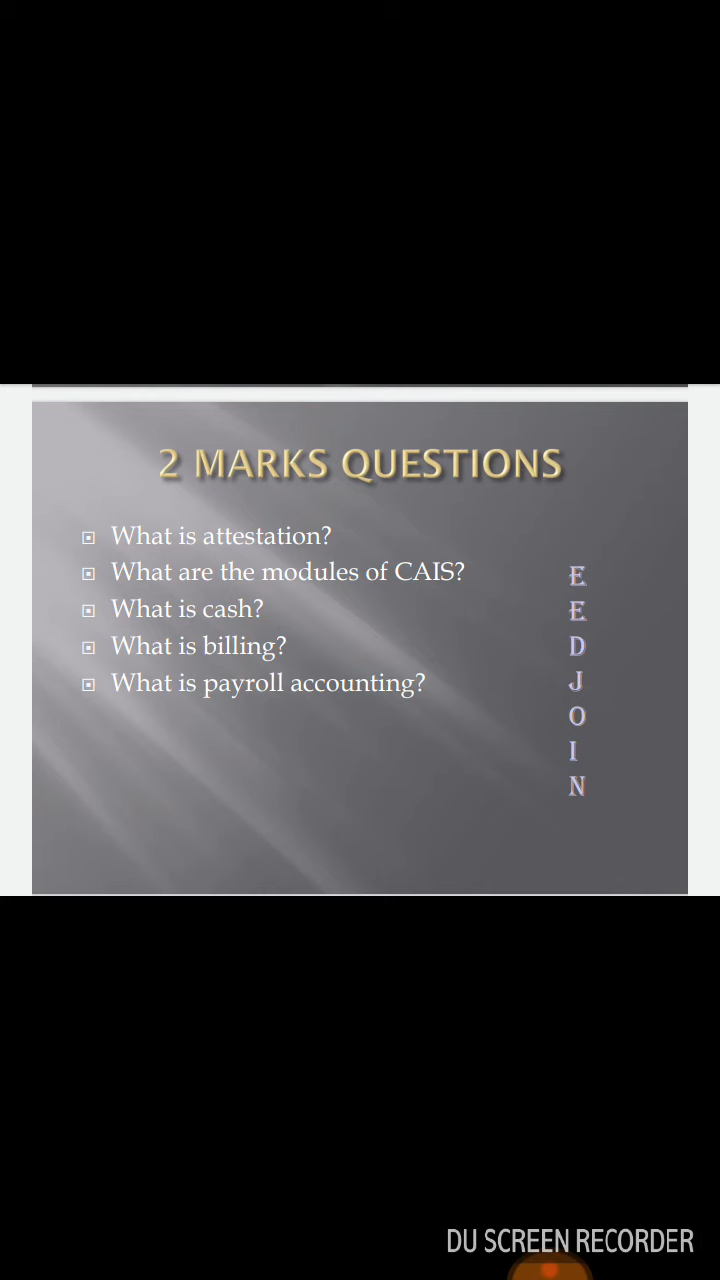 2 MARKS QUESTIONS
What is attestation?
What are the modules of CAIS?
What is cash?
What is billing?
What is payroll accounting?
E
E
D
J
O
I
N
DU SCREEN RECORDER